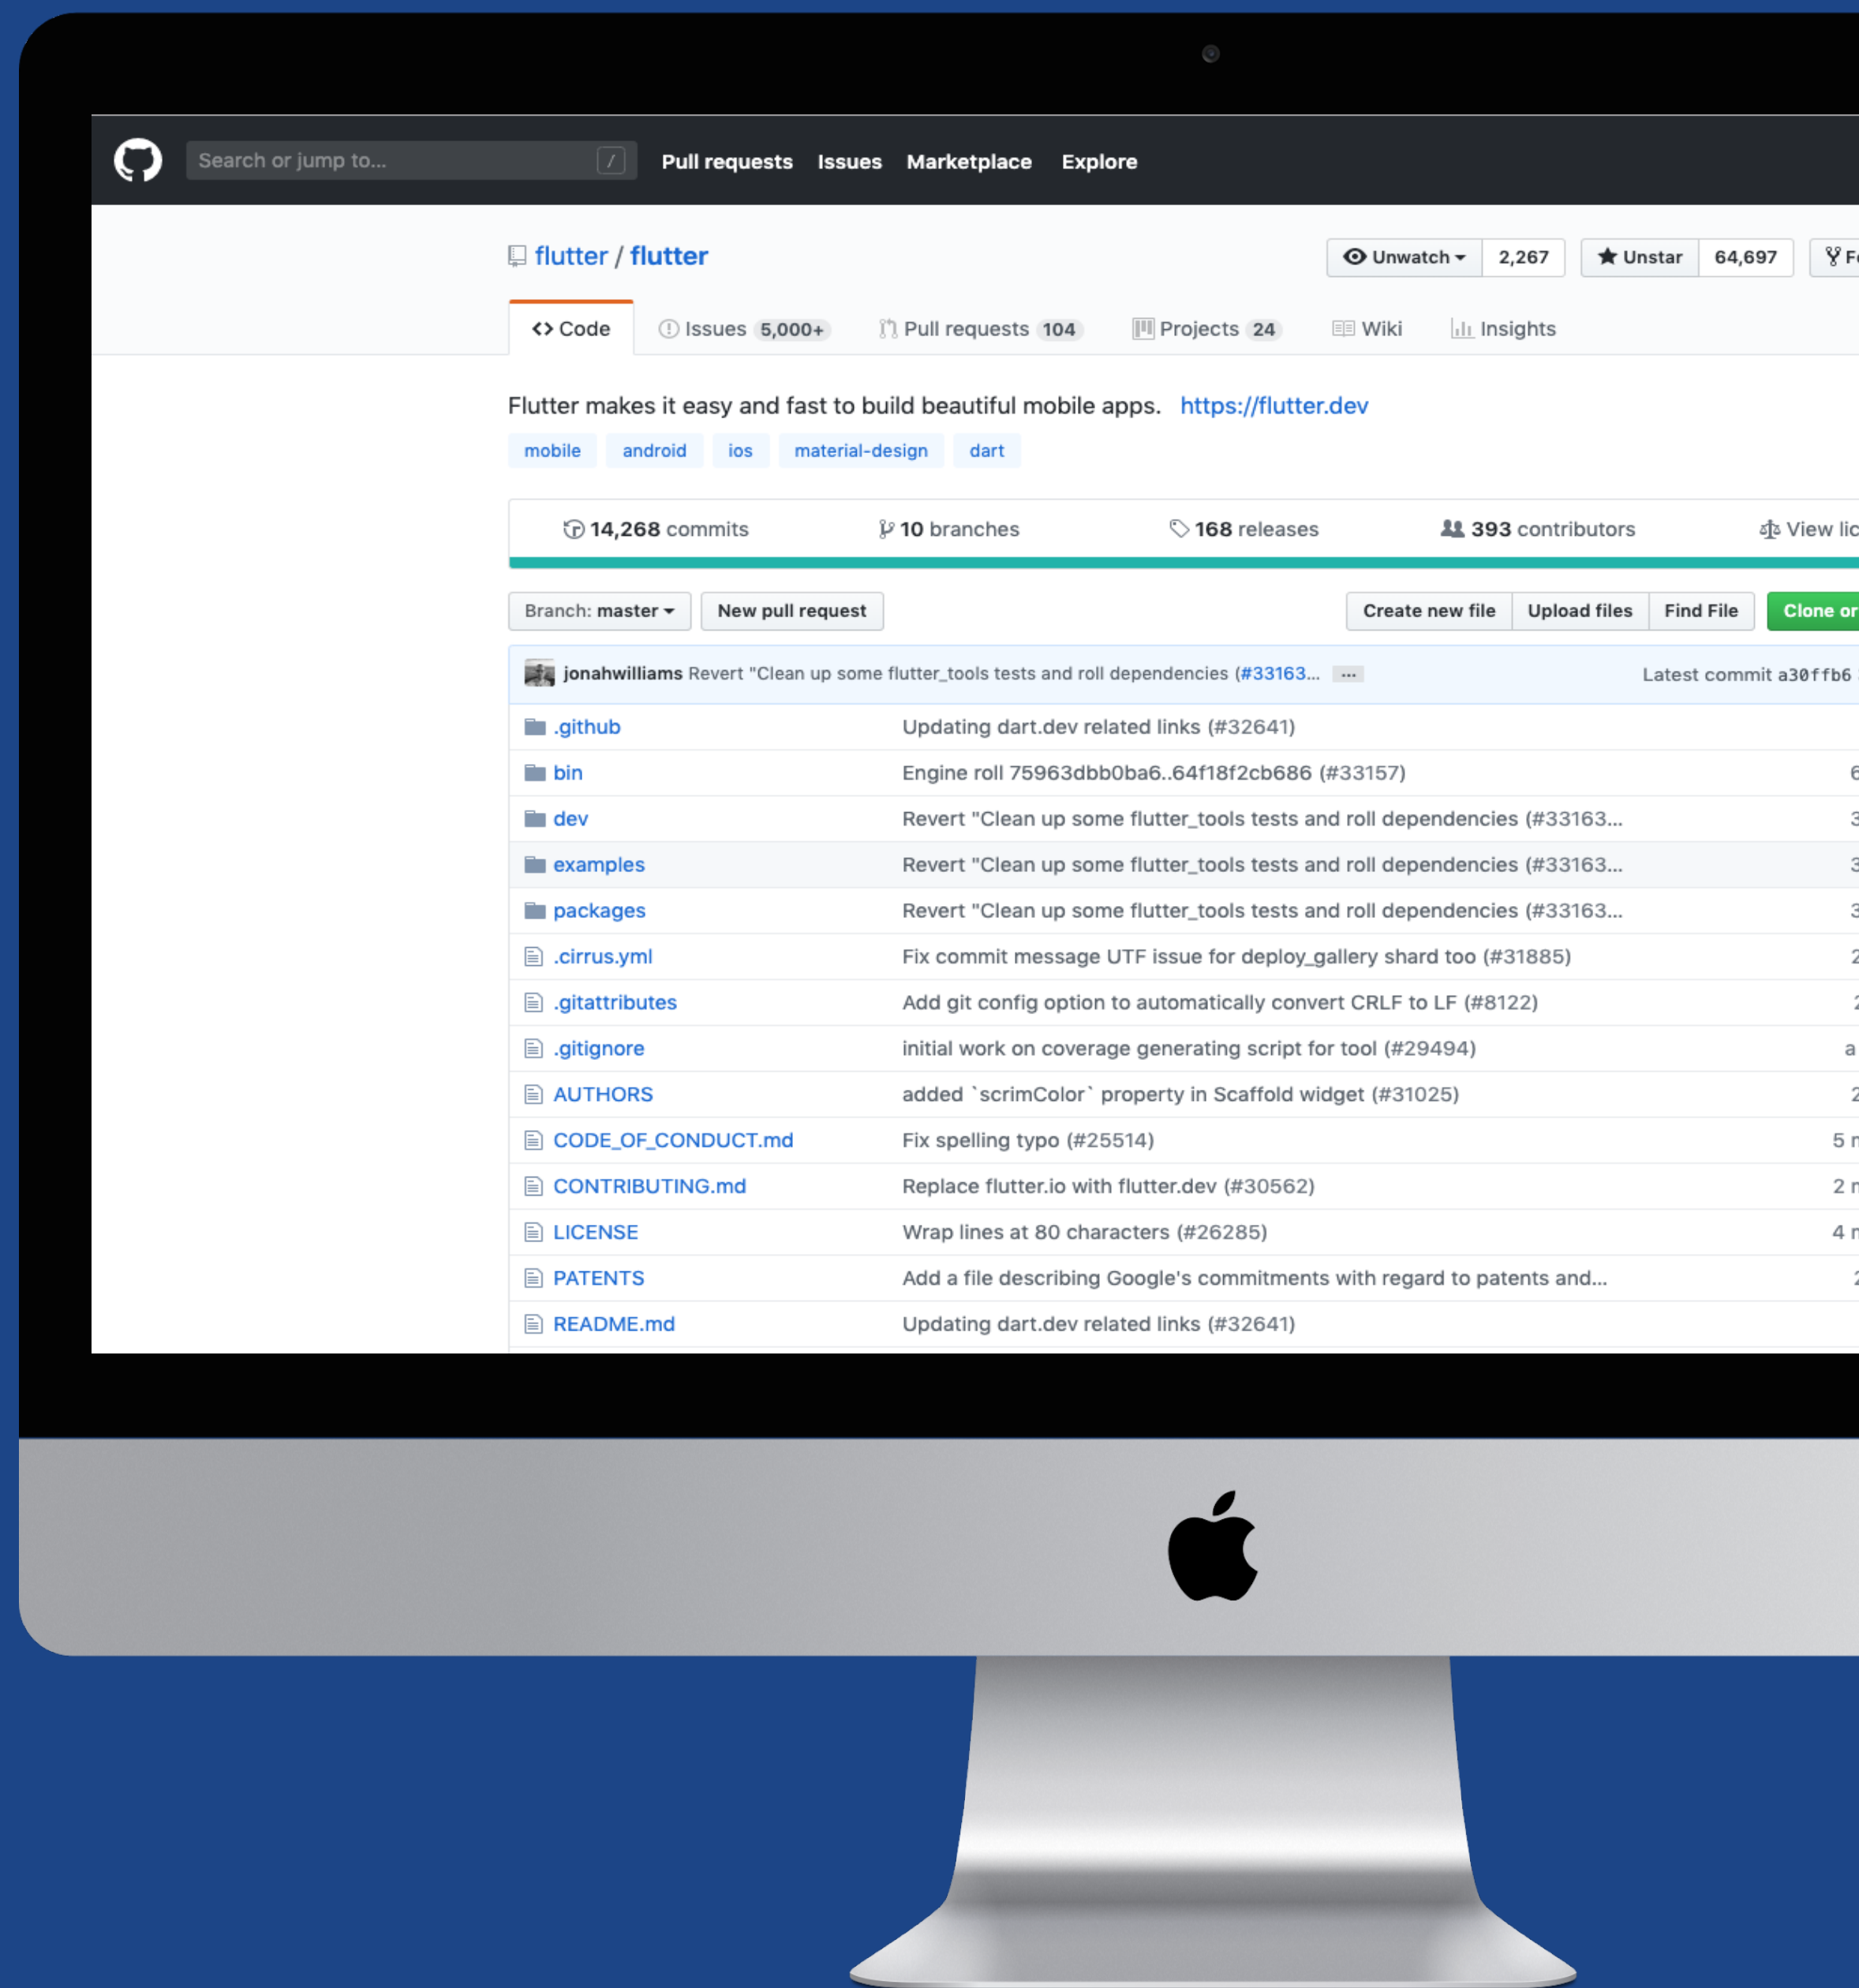 Search or jump to... / Pull requests Issues Marketplace Explore
flutter / flutter Unwatch 2,267 Unstar 64,697
Code Issues 5,000+ Pull requests 104 Projects 24 Wiki Insights
Flutter makes it easy and fast to build beautiful mobile apps. https://flutter.dev
mobile android ios material-design dart
14,268 commits 10 branches 168 releases 393 contributors View
Branch: master New pull request Create new file Upload files Find File Clone or
jonahwilliams Revert "Clean up some flutter_tools tests and roll dependencies (#33163... ... Latest commit a30ffb6
.github Updating dart.dev related links (#32641)
bin Engine roll 75963dbb0ba6..64f18f2cb686 (#33157)
dev Revert "Clean up some flutter_tools tests and roll dependencies (#33163...
examples Revert "Clean up some flutter_tools tests and roll dependencies (#33163...
packages Revert "Clean up some flutter_tools tests and roll dependencies (#33163...
.cirrus.yml Fix commit message UTF issue for deploy_gallery shard too (#31885)
.gitattributes Add git config option to automatically convert CRLF to LF (#8122)
.gitignore initial work on coverage generating script for tool (#29494) a
AUTHORS added `scrimColor` property in Scaffold widget (#31025)
CODE_OF_CONDUCT.md Fix spelling typo (#25514) 5
CONTRIBUTING.md Replace flutter.io with flutter.dev (#30562) 2
LICENSE Wrap lines at 80 characters (#26285) 4
PATENTS Add a file describing Google's commitments with regard to patents and...
README.md Updating dart.dev related links (#32641)